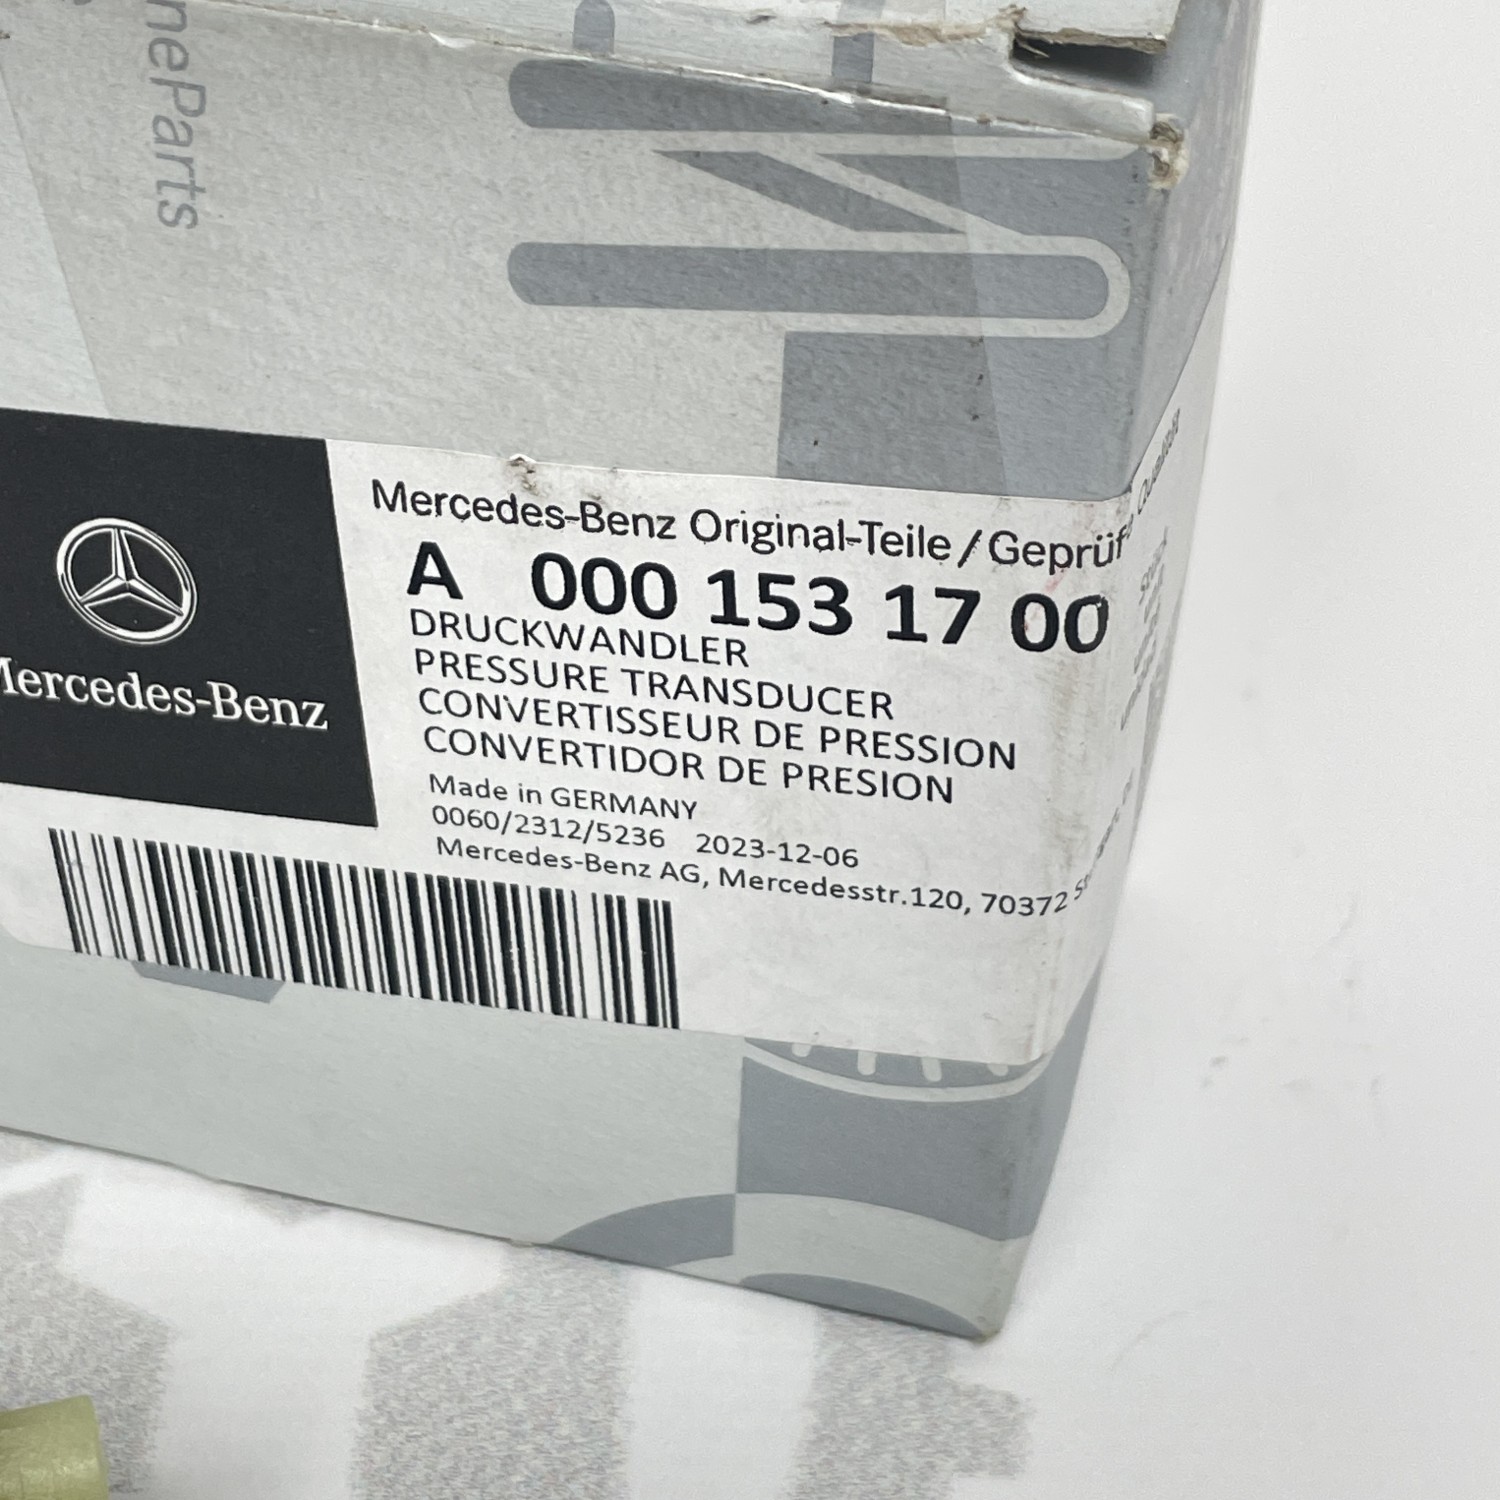 neParts
Mercedes-Benz
Mercedes-Benz Original-Teile / Geprüf
A 000 153 17 00
DRUCKWANDLER
PRESSURE TRANSDUCER
CONVERTISSEUR DE PRESSION
CONVERTIDOR DE PRESION
Made in GERMANY
0060/2312/5236 2023-12-06
Mercedes-Benz AG, Mercedesstr.120, 70372